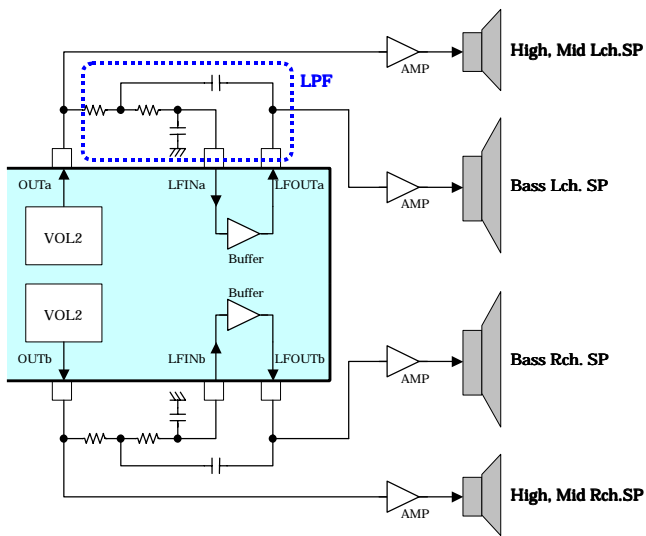 High, Mid Lch.SP
AMP
LPF
OUTa
LFINa
LFOUTa
Bass Lch. SP
AMP
VOL2
Buffer
VOL2
Buffer
OUTb
LFINb
LFOUTb
Bass Rch. SP
AMP
High, Mid Rch.SP
AMP